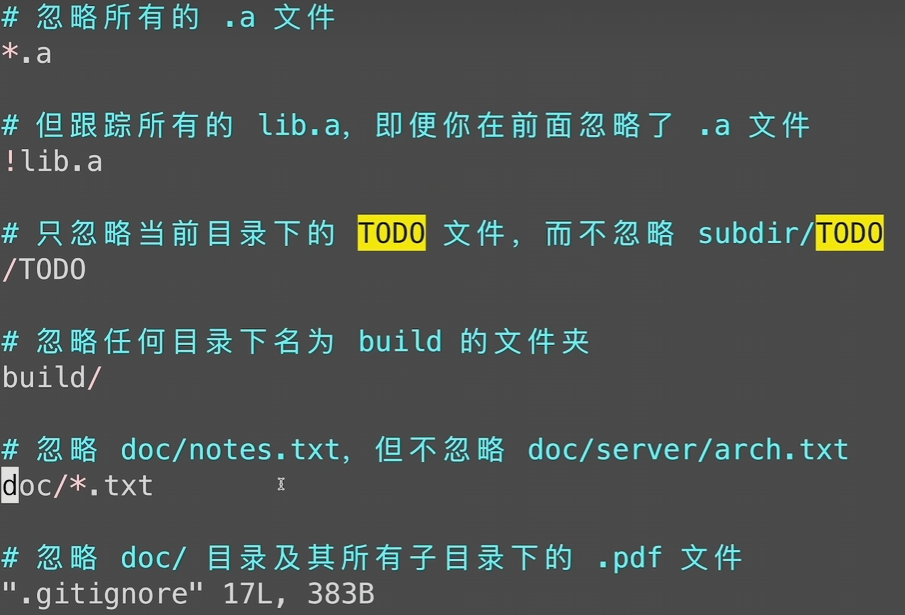 # 忽略所有的 .a 文件
*.a
# 但跟踪所有的 lib.a，即便你在前面忽略了 .a 文件
!lib.a
# 只忽略当前目录下的 TODO 文件，而不忽略 subdir/TODO
/TODO
# 忽略任何目录下名为 build 的文件夹
build/
# 忽略 doc/notes.txt，但不忽略 doc/server/arch.txt
doc/*.txt
# 忽略 doc/ 目录及其所有子目录下的 .pdf 文件
".gitignore" 17L, 383B